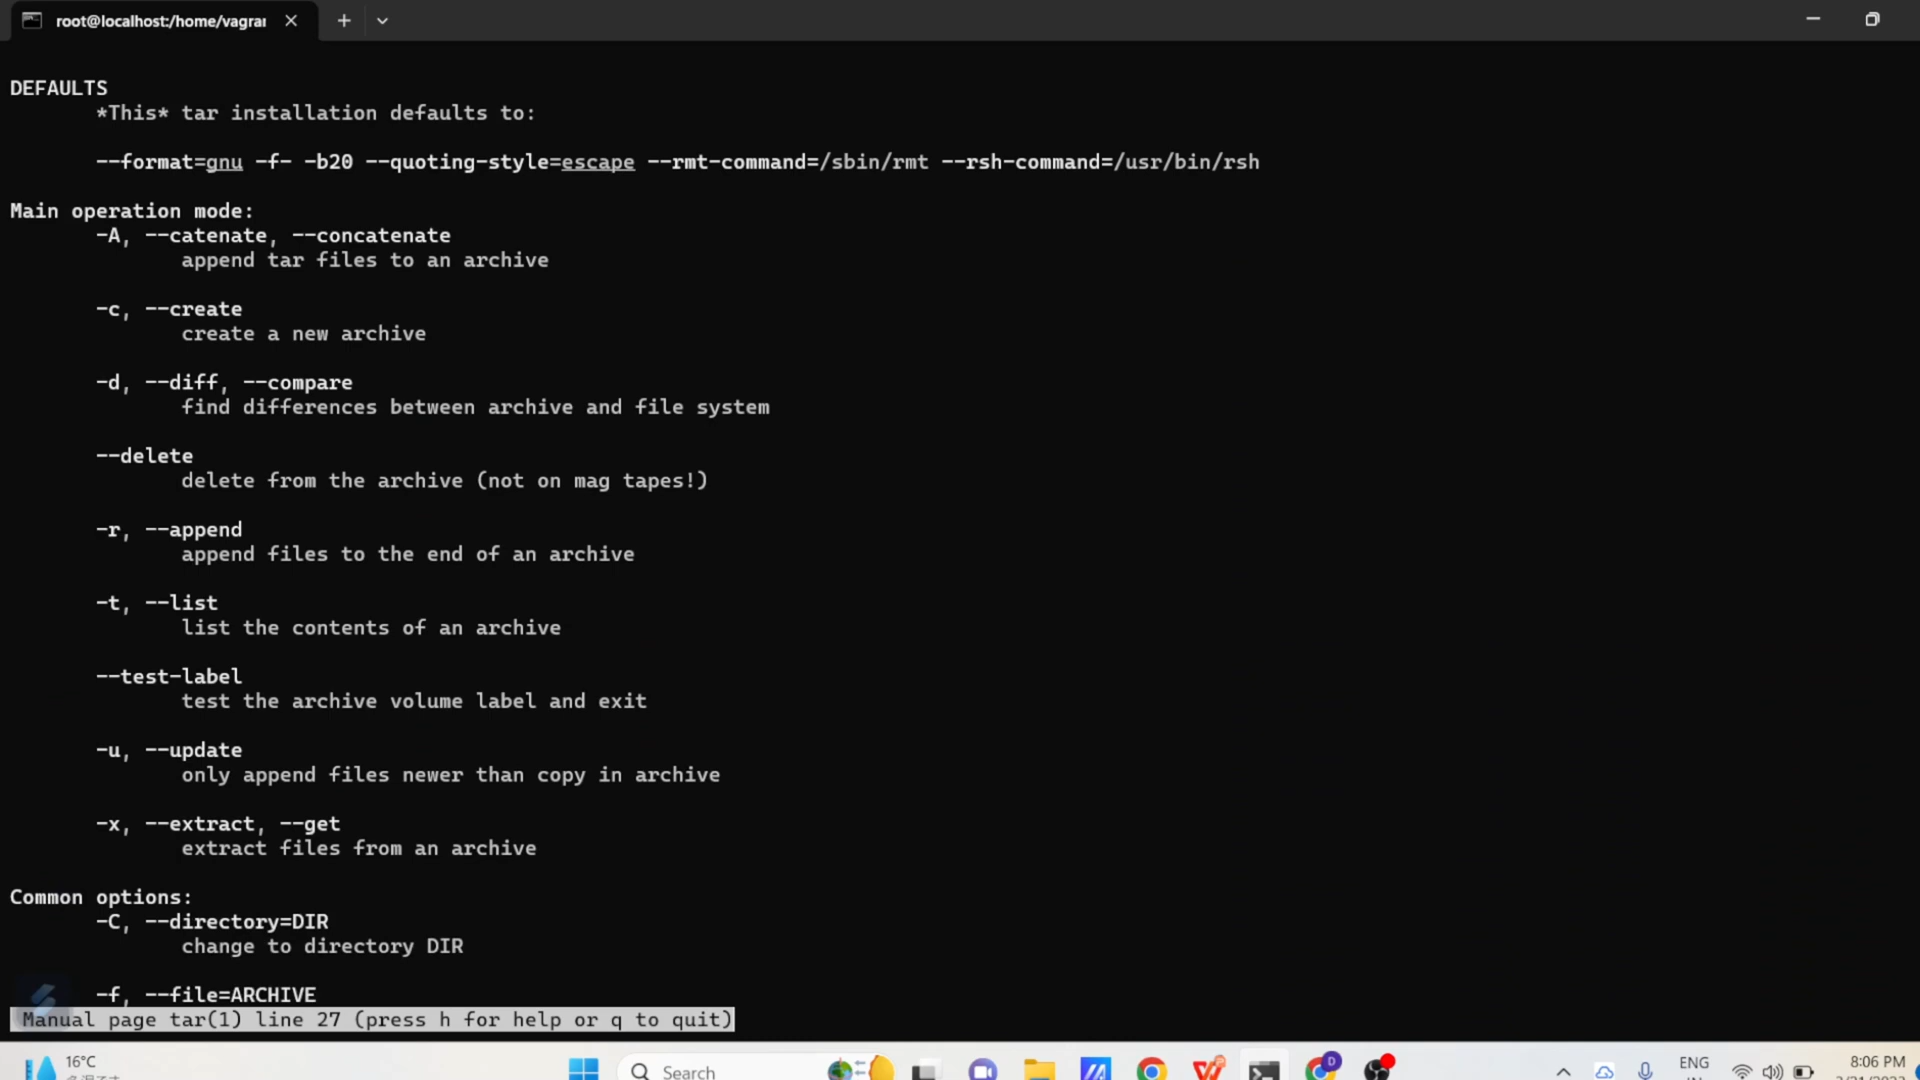 root@localhost:/home/vagrar
DEFAULTS
*This* tar installation defaults to:
--format=gnu -f- -b20 --quoting-style=escape --rmt-command=/sbin/rmt --rsh-command=/usr/bin/rsh
Main operation mode:
-A, --catenate, --concatenate
append tar files to an archive
-c, --create
create a new archive
-d, --diff, --compare
find differences between archive and file system
--delete
delete from the archive (not on mag tapes!)
-r, --append
append files to the end of an archive
-t, --list
list the contents of an archive
--test-label
test the archive volume label and exit
-u, --update
only append files newer than copy in archive
-x, --extract, --get
extract files from an archive
Common options:
-C, --directory=DIR
change to directory DIR
-f, --file=ARCHIVE
Manual page tar(1) line 27 (press h for help or q to quit)
16°C
Search
D
ENG
8:06 PM